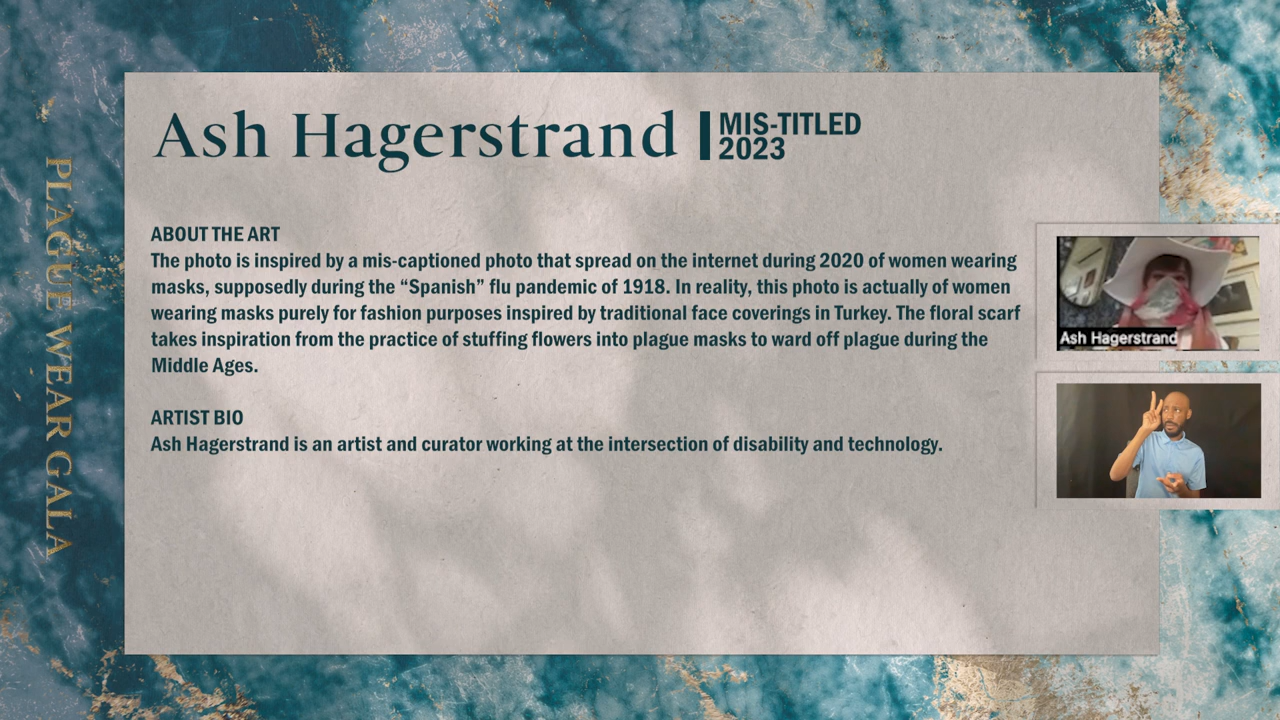 Ash Hagerstrand
MIS-TITLED
2023
PLAGUE WEAR GALA
ABOUT THE ART
The photo is inspired by a mis-captioned photo that spread on the internet during 2020 of women wearing
masks, supposedly during the “Spanish” flu pandemic of 1918. In reality, this photo is actually of women
wearing masks purely for fashion purposes inspired by traditional face coverings in Turkey. The floral scarf
takes inspiration from the practice of stuffing flowers into plague masks to ward off plague during the
Middle Ages.
ARTIST BIO
Ash Hagerstrand is an artist and curator working at the intersection of disability and technology.
Ash Hagerstrand